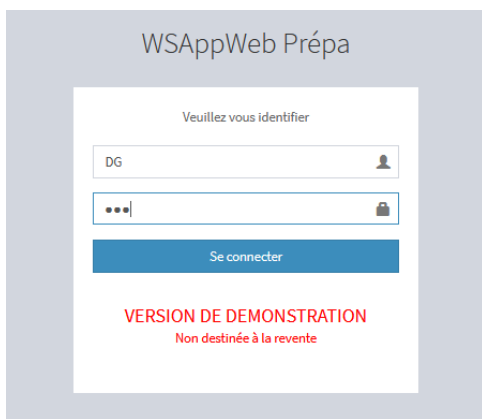 WSAppWeb Prépa
Veuillez vous identifier
DG
●●●
Se connecter
VERSION DE DEMONSTRATION
Non destinée à la revente